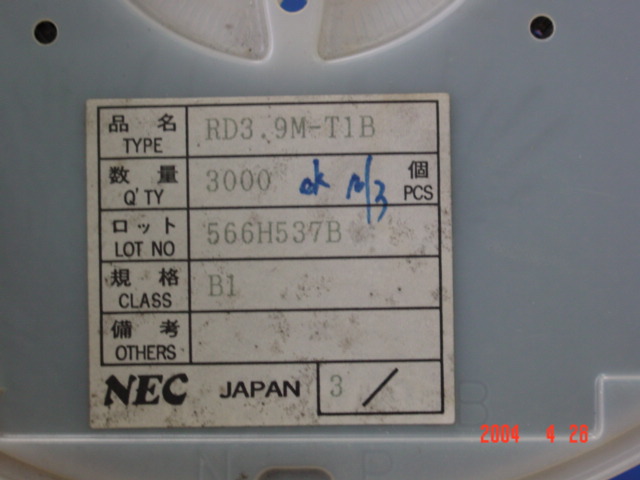 品名 RD3.9M-T1B
TYPE
数量 3000 ok 個
Q'TY PCS
ロット 566H537B
LOT NO
規格 B1
CLASS
備考
OTHERS
NEC JAPAN 3 /
B
2004 4 28
N P